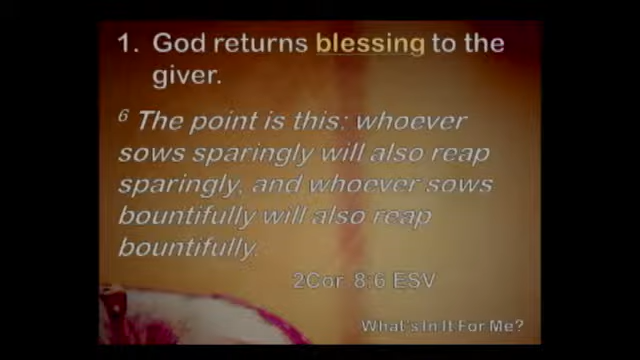 1. God returns blessing to the
giver.
6 The point is this: whoever
sows sparingly will also reap
sparingly, and whoever sows
bountifully will also reap
bountifully.
2Cor. 8:6 ESV
What's In It For Me?